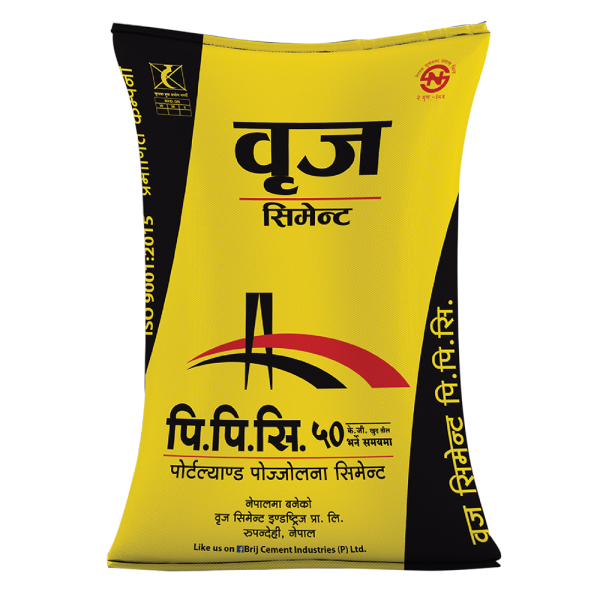 वृज
सिमेन्ट
पि.पि.सि. ५०
के.जी. खुद तौल
भर्ने समयमा
पोर्टल्याण्ड पोज्जोलना सिमेन्ट
नेपालमा बनेको
वृज सिमेन्ट इण्डष्ट्रिज प्रा. लि.
रुपन्देही, नेपाल
Like us on Brij Cement Industries (P) Ltd.
ISO 9001:2015 प्रमाणित कम्पनी
वृज सिमेन्ट पि.पि.सि.